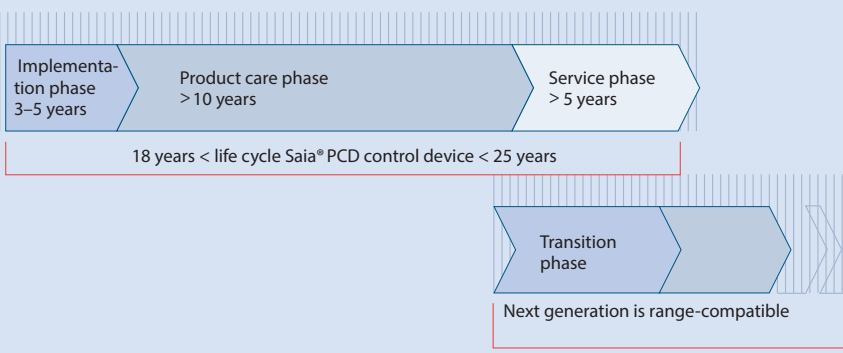 Implementa-
tion phase
3–5 years
Product care phase
> 10 years
Service phase
> 5 years
18 years < life cycle Saia® PCD control device < 25 years
Transition
phase
Next generation is range-compatible